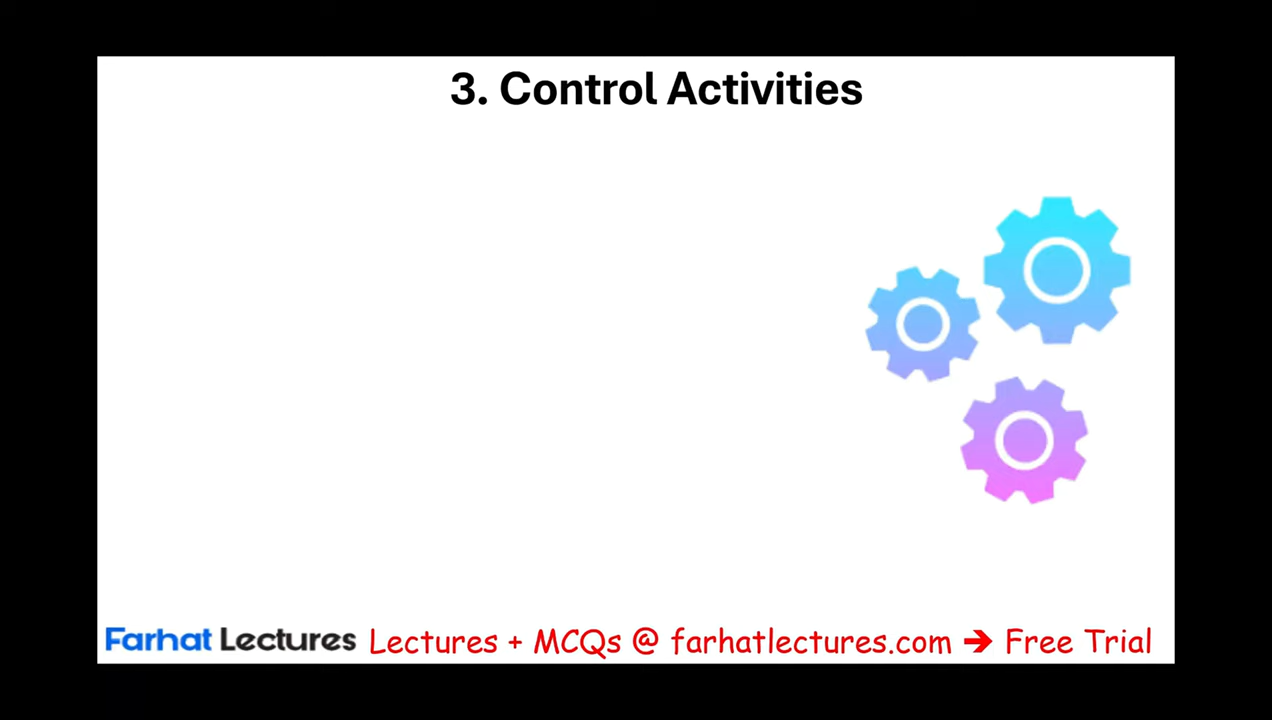 3. Control Activities
Farhat Lectures Lectures + MCQs @ farhatlectures.com ➔ Free Trial